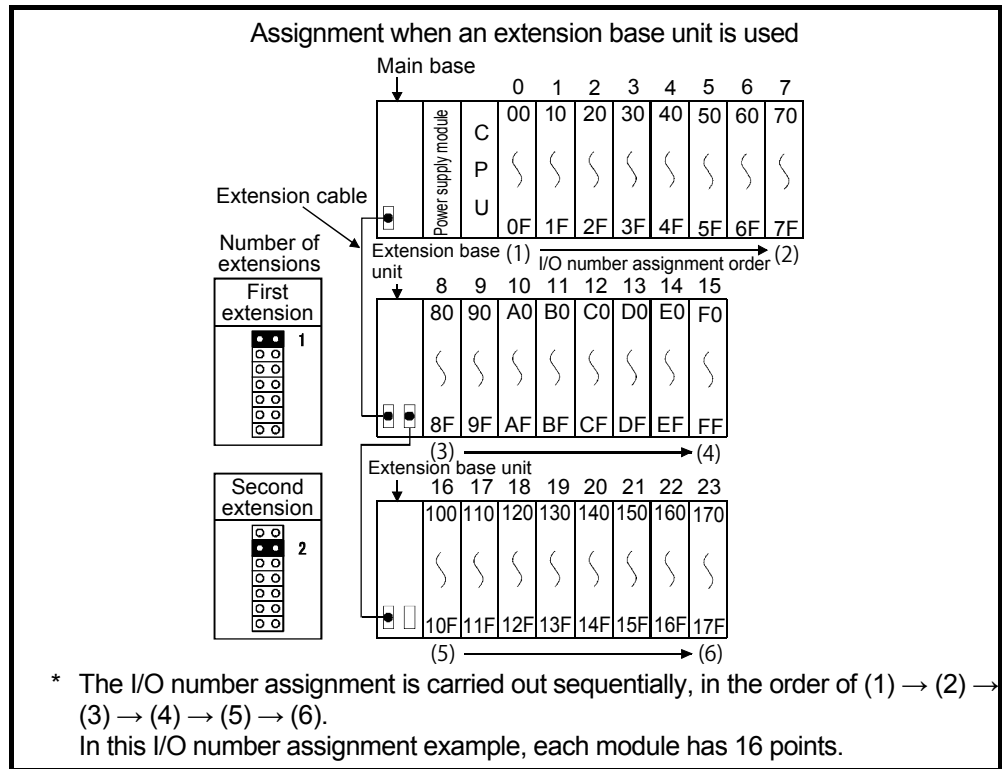 Assignment when an extension base unit is used
Main base
0 1 2 3 4 5 6 7
Power supply module
C
P
U
00 10 20 30 40 50 60 70
0F 1F 2F 3F 4F 5F 6F 7F
Extension cable
Number of
extensions
First
extension
1
Extension base
unit
(1) I/O number assignment order (2)
8 9 10 11 12 13 14 15
80 90 A0 B0 C0 D0 E0 F0
8F 9F AF BF CF DF EF FF
(3) (4)
Second
extension
2
Extension base unit
16 17 18 19 20 21 22 23
100 110 120 130 140 150 160 170
10F 11F 12F 13F 14F 15F 16F 17F
(5) (6)
* The I/O number assignment is carried out sequentially, in the order of (1) → (2) →
(3) → (4) → (5) → (6).
In this I/O number assignment example, each module has 16 points.